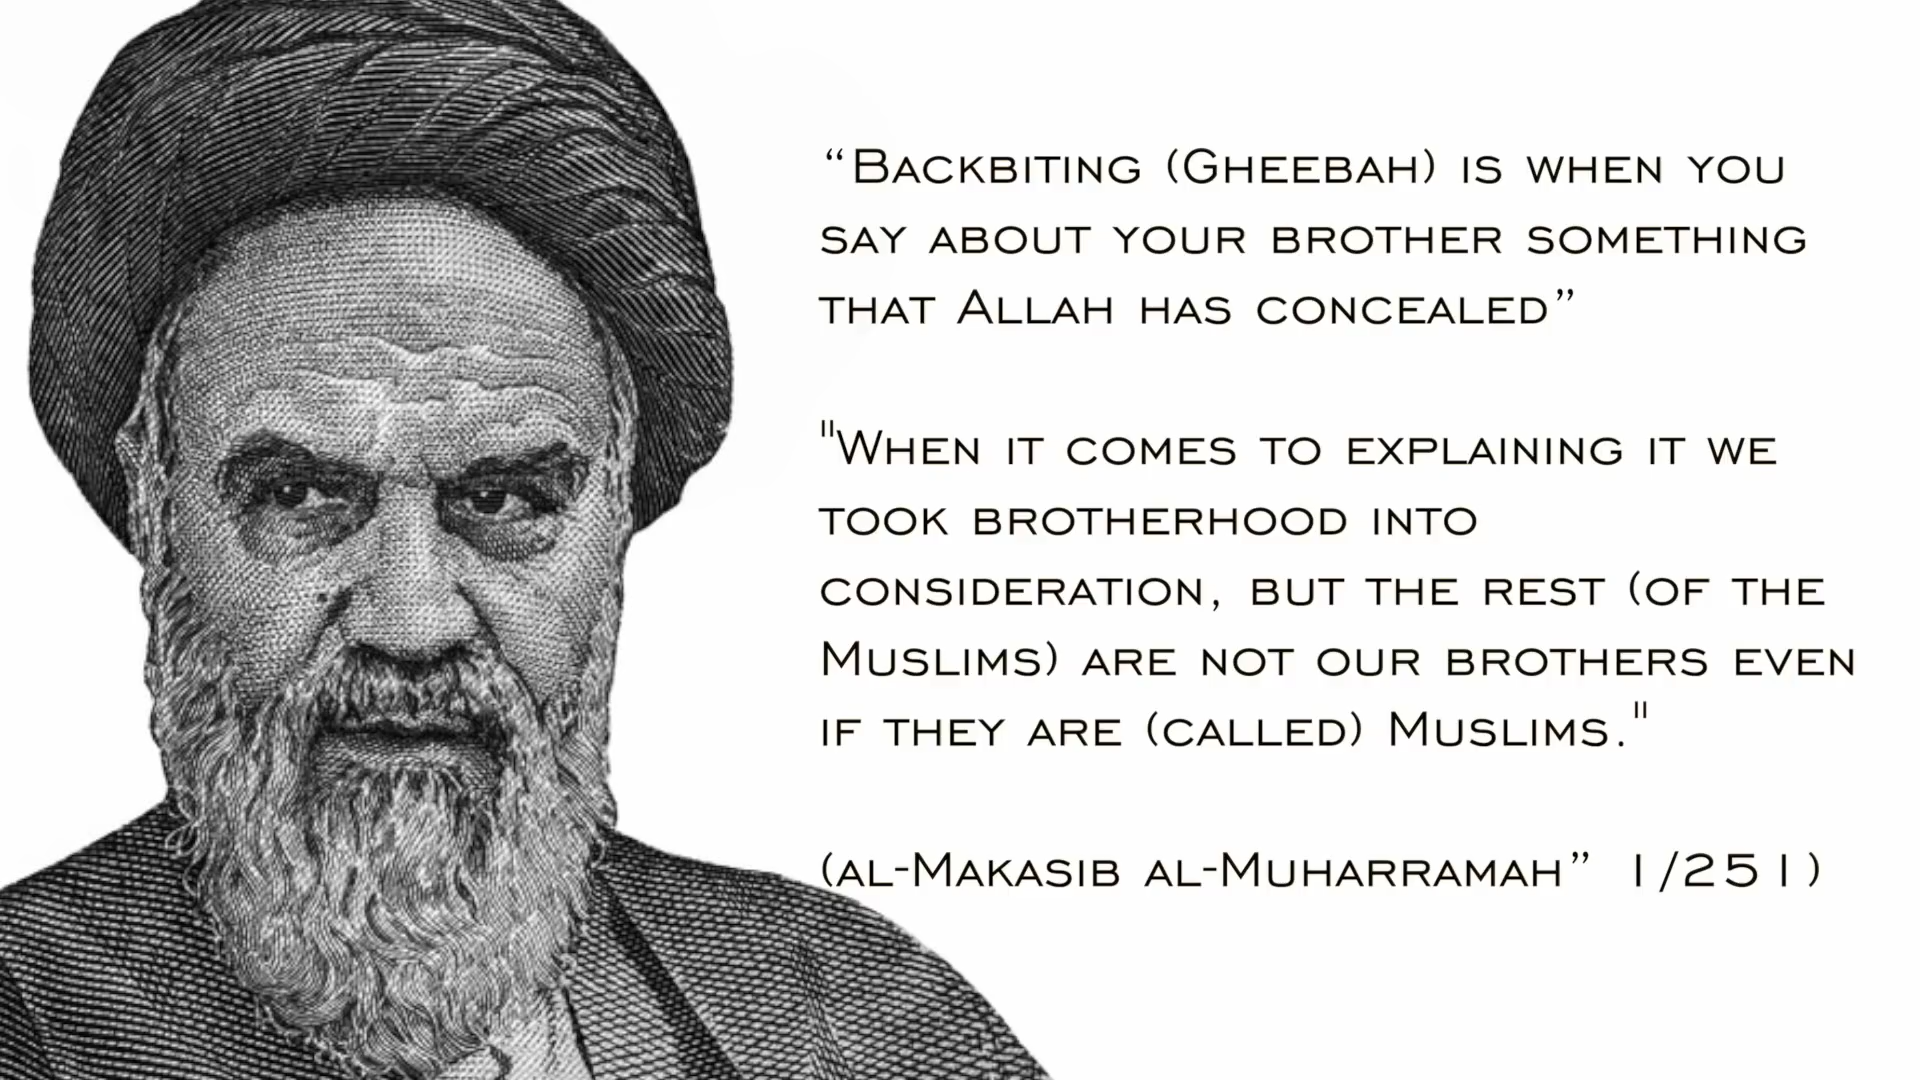 “Backbiting (Gheebah) is when you
say about your brother something
that Allah has concealed”
"When it comes to explaining it we
took brotherhood into
consideration, but the rest (of the
Muslims) are not our brothers even
if they are (called) Muslims."
(al-Makasib al-Muharramah” 1/251)